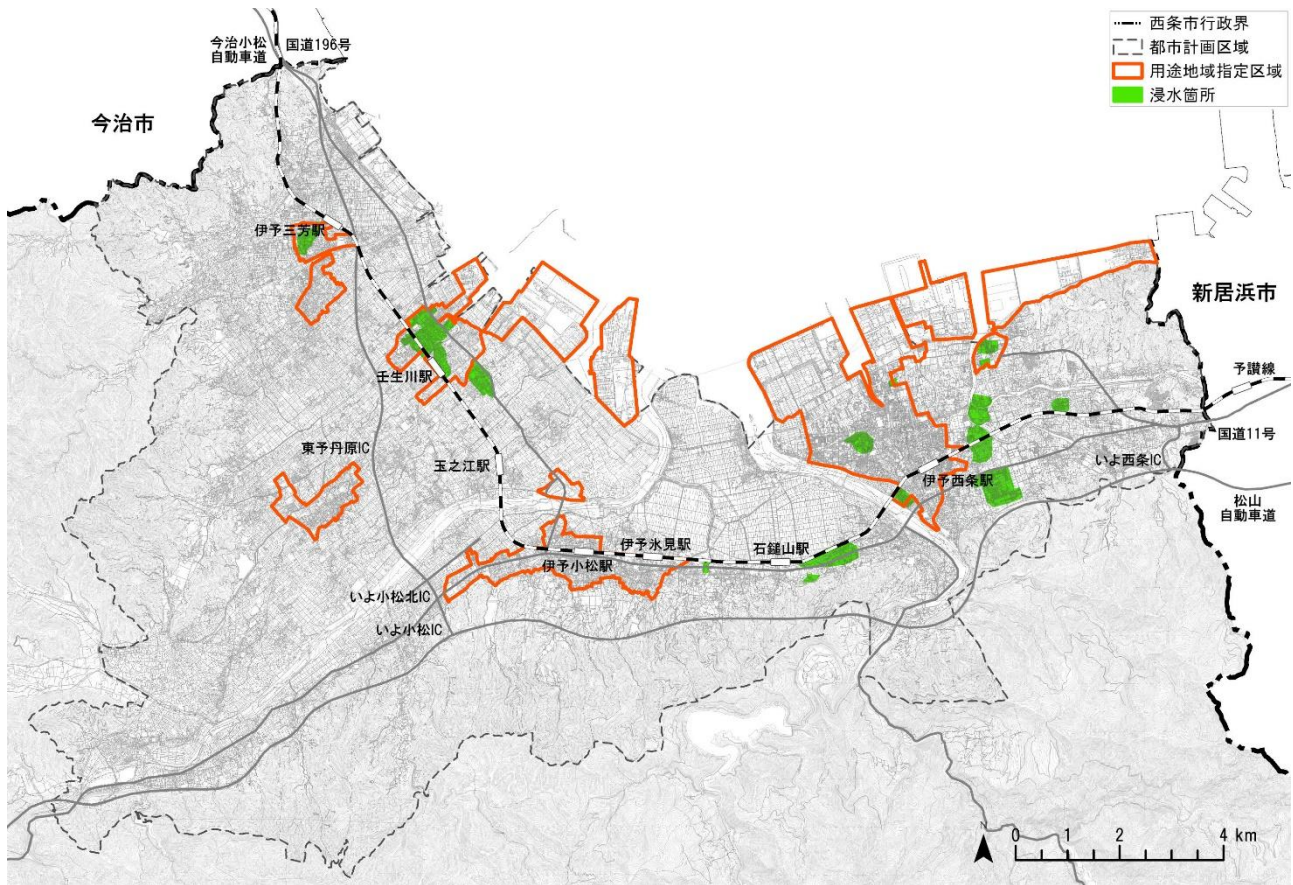 西条市行政界
都市計画区域
用途地域指定区域
浸水箇所
今治小松
自動車道
国道196号
今治市
伊予三芳駅
新居浜市
壬生川駅
予讃線
国道11号
東予丹原IC
玉之江駅
いよ西条IC
伊予西条駅
松山
自動車道
伊予氷見駅
石鎚山駅
伊予小松駅
いよ小松北IC
いよ小松IC
0 1 2 4 km